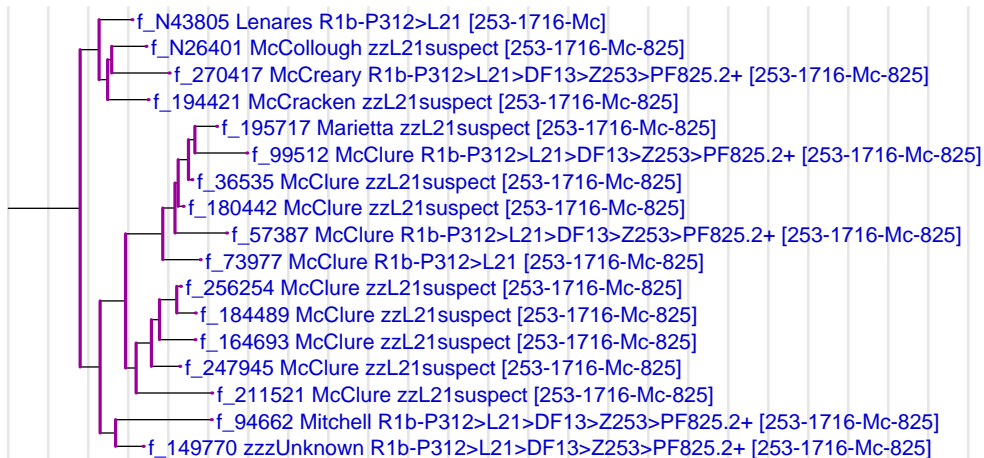 f_N43805 Lenares R1b-P312>L21 [253-1716-Mc]
f_N26401 McCollough zzL21suspect [253-1716-Mc-825]
f_270417 McCreary R1b-P312>L21>DF13>Z253>PF825.2+ [253-1716-Mc-825]
f_194421 McCracken zzL21suspect [253-1716-Mc-825]
f_195717 Marietta zzL21suspect [253-1716-Mc-825]
f_99512 McClure R1b-P312>L21>DF13>Z253>PF825.2+ [253-1716-Mc-825]
f_36535 McClure zzL21suspect [253-1716-Mc-825]
f_180442 McClure zzL21suspect [253-1716-Mc-825]
f_57387 McClure R1b-P312>L21>DF13>Z253>PF825.2+ [253-1716-Mc-825]
f_73977 McClure R1b-P312>L21 [253-1716-Mc-825]
f_256254 McClure zzL21suspect [253-1716-Mc-825]
f_184489 McClure zzL21suspect [253-1716-Mc-825]
f_164693 McClure zzL21suspect [253-1716-Mc-825]
f_247945 McClure zzL21suspect [253-1716-Mc-825]
f_211521 McClure zzL21suspect [253-1716-Mc-825]
f_94662 Mitchell R1b-P312>L21>DF13>Z253>PF825.2+ [253-1716-Mc-825]
f_149770 zzzUnknown R1b-P312>L21>DF13>Z253>PF825.2+ [253-1716-Mc-825]